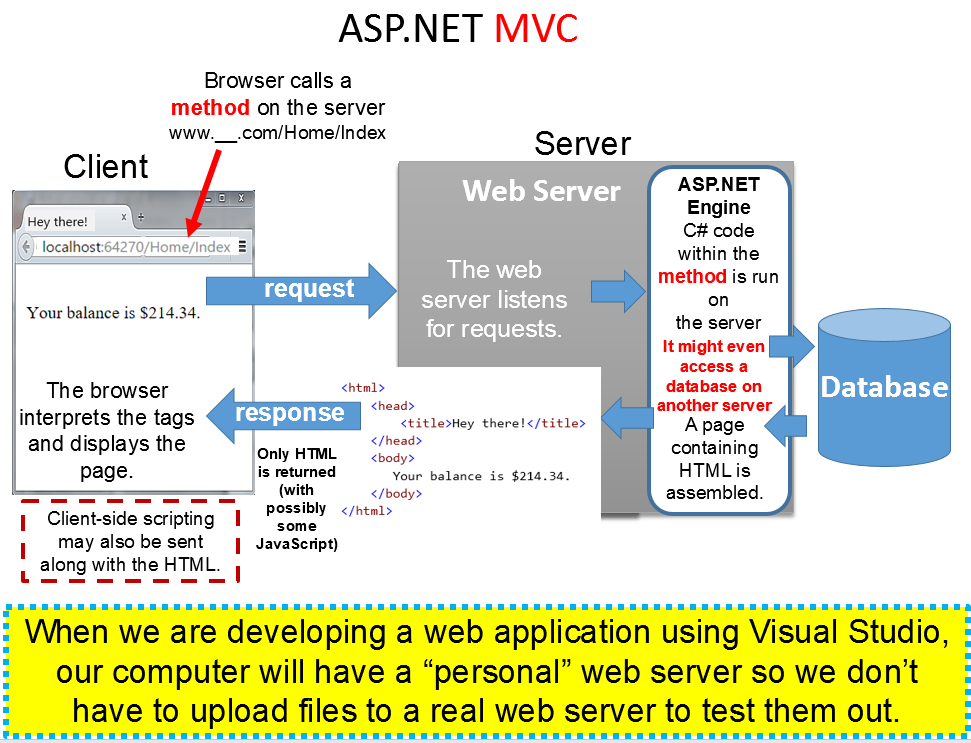 ASP.NET MVC
Browser calls a
method on the server
www.__.com/Home/Index
Client
Server
Hey there!
x
+
x
localhost:64270/Home/Index
Your balance is $214.34.
The browser
interprets the tags
and displays the
page.
request
response
Web Server
The web
server listens
for requests.
ASP.NET
Engine
C# code
within the
method is run
on
the server
It might even
access a
database on
another server
A page
containing
HTML is
assembled.
Database
<html>
<head>
<title>Hey there!</title>
</head>
<body>
Your balance is $214.34.
</body>
</html>
Only HTML
is returned
(with
possibly
some
JavaScript)
Client-side scripting
may also be sent
along with the HTML.
When we are developing a web application using Visual Studio,
our computer will have a “personal” web server so we don’t
have to upload files to a real web server to test them out.